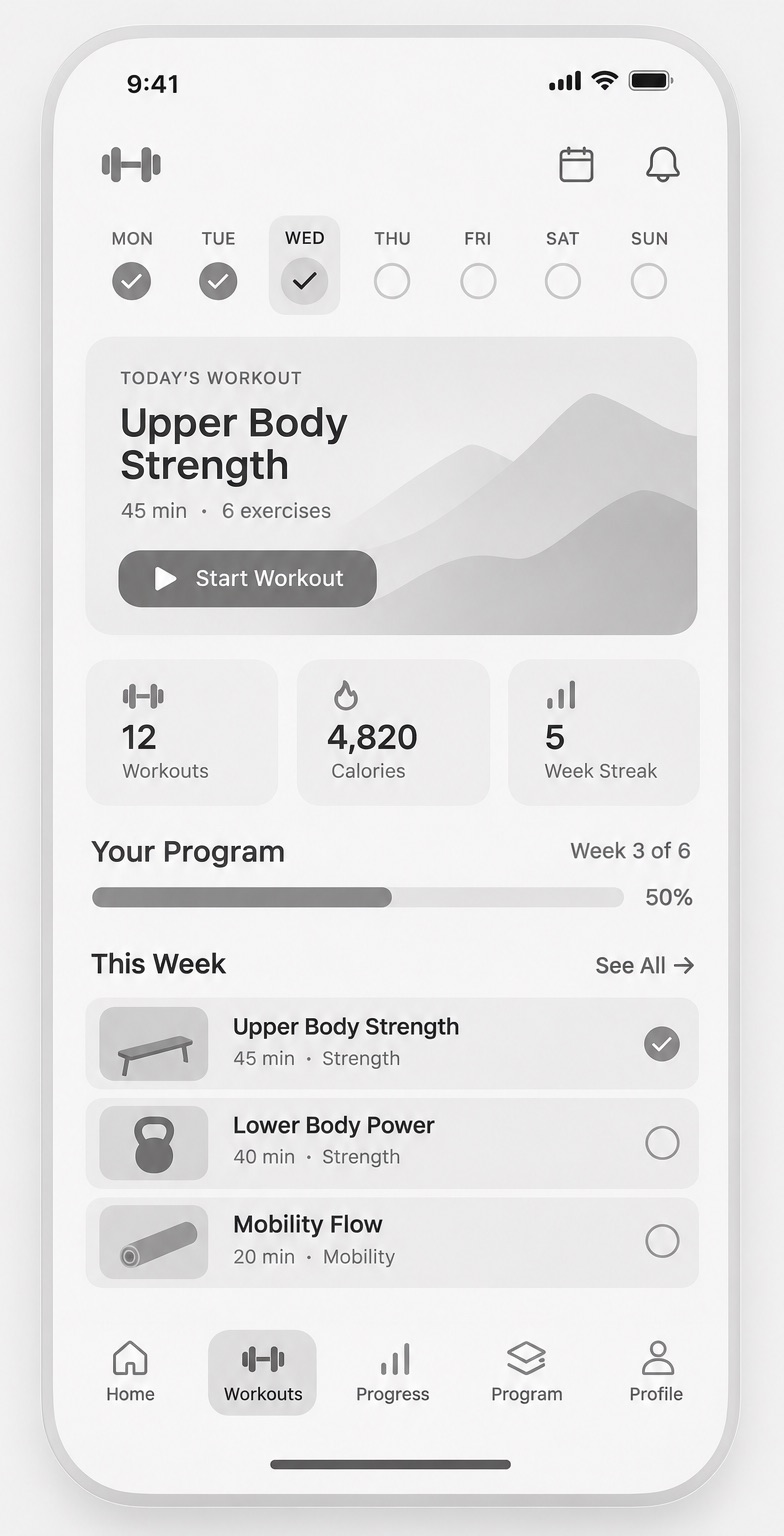 9:41
MON TUE WED THU FRI SAT SUN
TODAY'S WORKOUT
Upper Body
Strength
45 min · 6 exercises
Start Workout
12
Workouts
4,820
Calories
5
Week Streak
Your Program
Week 3 of 6
50%
This Week
See All →
Upper Body Strength
45 min · Strength
Lower Body Power
40 min · Strength
Mobility Flow
20 min · Mobility
Home Workouts Progress Program Profile